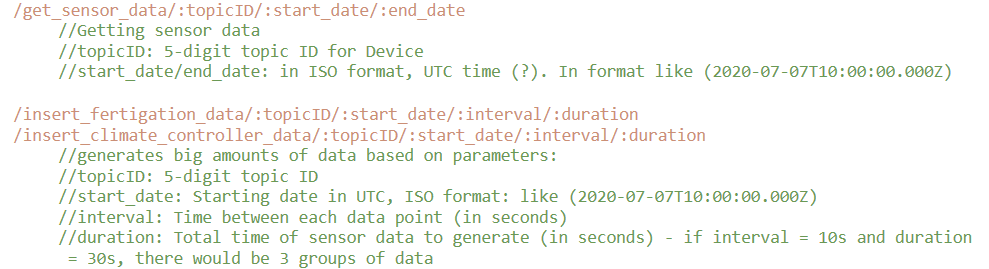 /get_sensor_data/:topicID/:start_date/:end_date
//Getting sensor data
//topicID: 5-digit topic ID for Device
//start_date/end_date: in ISO format, UTC time (?). In format like (2020-07-07T10:00:00.000Z)
/insert_fertigation_data/:topicID/:start_date/:interval/:duration
/insert_climate_controller_data/:topicID/:start_date/:interval/:duration
//generates big amounts of data based on parameters:
//topicID: 5-digit topic ID
//start_date: Starting date in UTC, ISO format: like (2020-07-07T10:00:00.000Z)
//interval: Time between each data point (in seconds)
//duration: Total time of sensor data to generate (in seconds) - if interval = 10s and duration
= 30s, there would be 3 groups of data